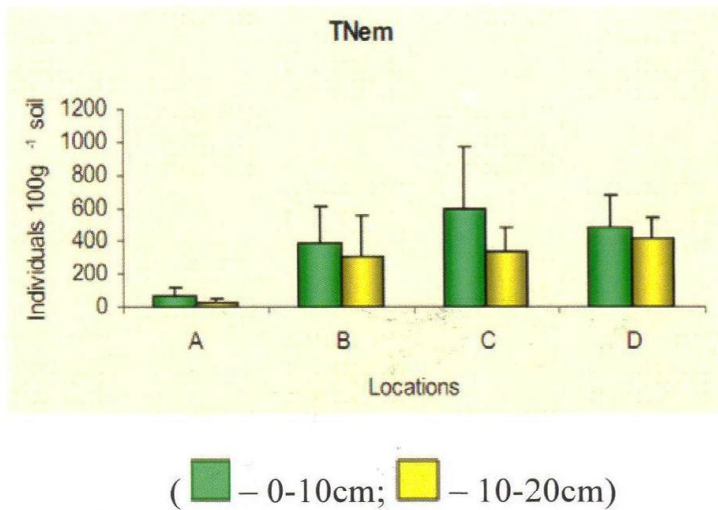 TNem
Individuals 100g ⁻¹ soil
1200
1000
800
600
400
200
0
A B C D
Locations
( – 0-10cm; – 10-20cm)